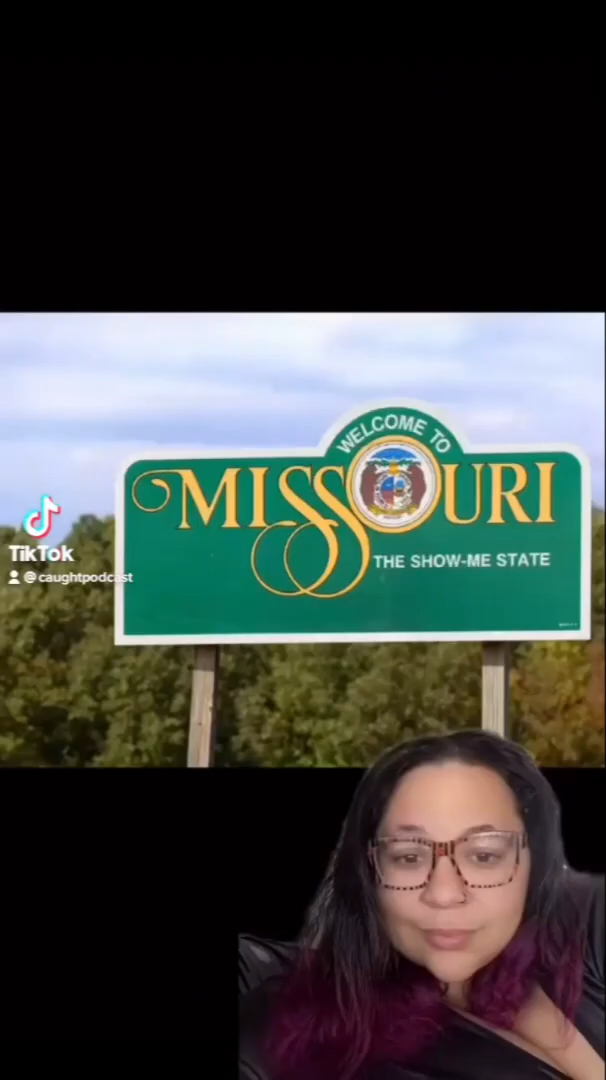 WELCOME TO
MISSOURI
THE SHOW-ME STATE
TikTok
@caughtpodcast